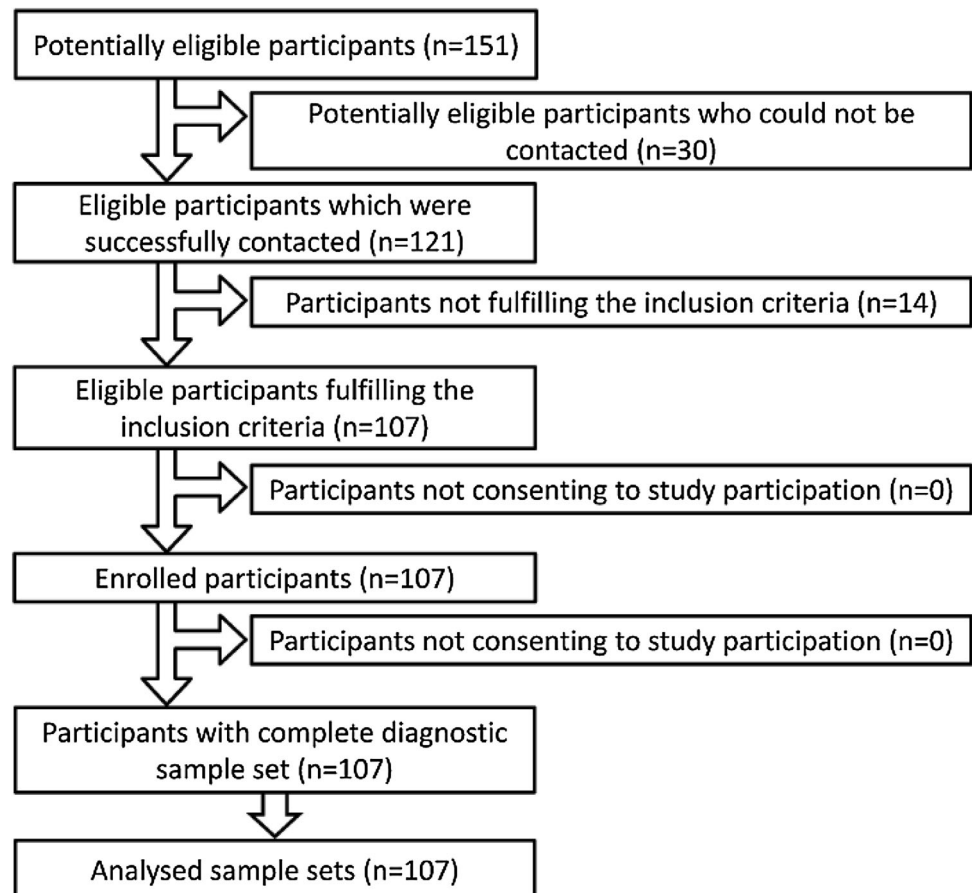 Potentially eligible participants (n=151)
Potentially eligible participants who could not be
contacted (n=30)
Eligible participants which were
successfully contacted (n=121)
Participants not fulfilling the inclusion criteria (n=14)
Eligible participants fulfilling the
inclusion criteria (n=107)
Participants not consenting to study participation (n=0)
Enrolled participants (n=107)
Participants not consenting to study participation (n=0)
Participants with complete diagnostic
sample set (n=107)
Analysed sample sets (n=107)